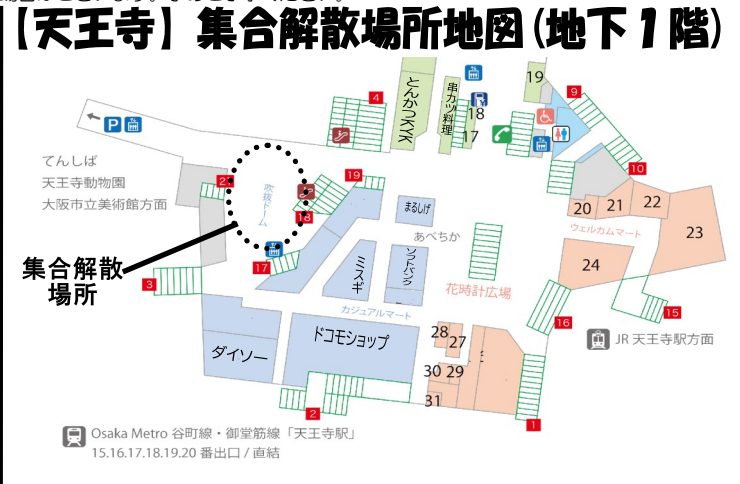 【天王寺】集合解散場所地図(地下1階)
4
とんかつKYK
串カツ料理
18
17
19
9
10
P
てんしば
天王寺動物園
大阪市立美術館方面
吹抜ドーム
19
18
まるしげ
あべちか
20
21
22
23
ウェルカムマート
24
集合解散
場所
3
17
ミスギ
ソフトバンク
花時計広場
カジュアルマート
16
15
JR 天王寺駅方面
ダイソー
ドコモショップ
28
27
30
29
31
2
1
Osaka Metro 谷町線・御堂筋線「天王寺駅」
15.16.17.18.19.20 番出口 / 直結